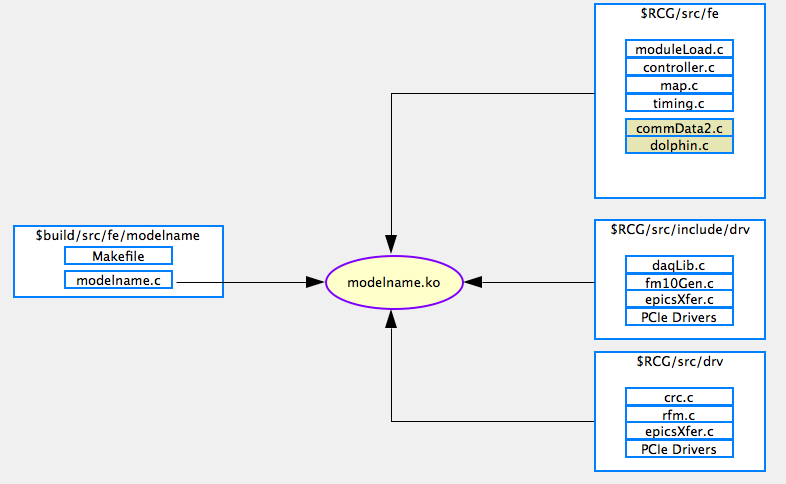 $RCG/src/fe
moduleLoad.c
controller.c
map.c
timing.c
commData2.c
dolphin.c
$build/src/fe/modelname
Makefile
modelname.c
modelname.ko
$RCG/src/include/drv
daqLib.c
fm10Gen.c
epicsXfer.c
PCIe Drivers
$RCG/src/drv
crc.c
rfm.c
epicsXfer.c
PCIe Drivers